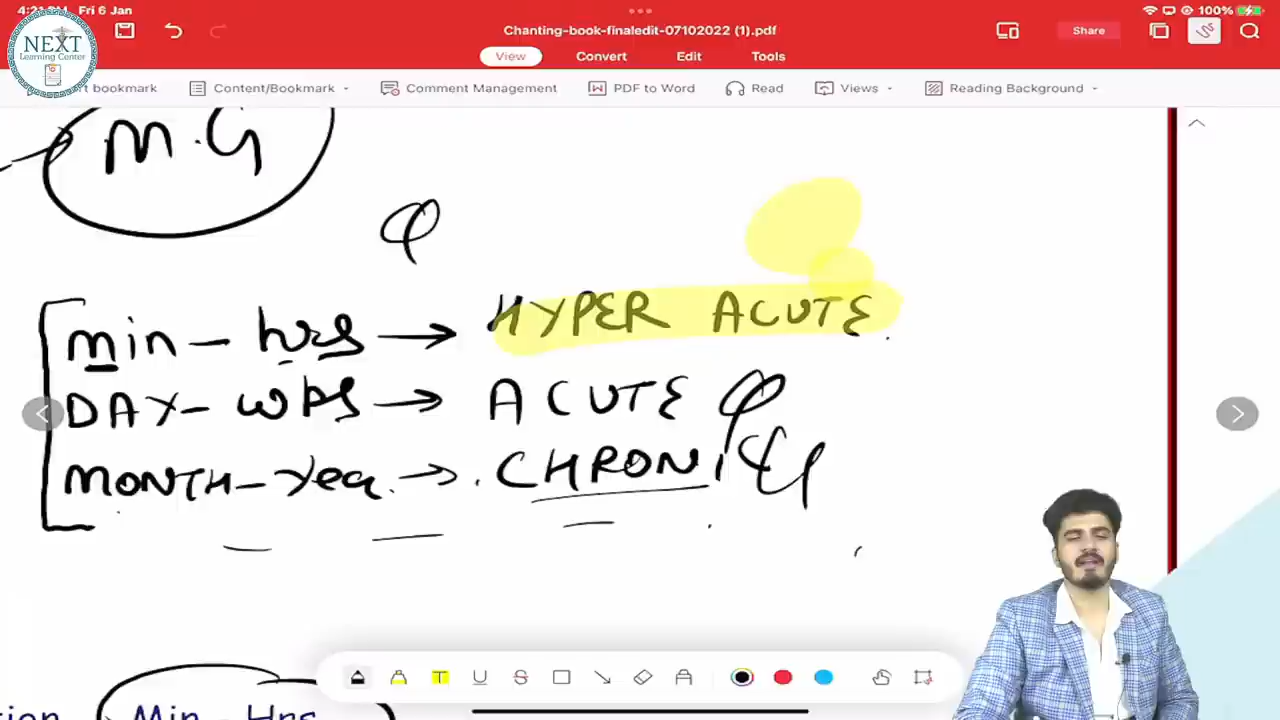 4:21 PM Fri 6 Jan
100%
NEXT
Learning Center
Chanting-book-finaledit-07102022 (1).pdf
Share
View Convert Edit Tools
bookmark Content/Bookmark Comment Management PDF to Word Read Views Reading Background
M.G
min - hrs → HYPER ACUTE.
DAY - wks → ACUTE
MONTH - year. → CHRONIC
Min - Hrs